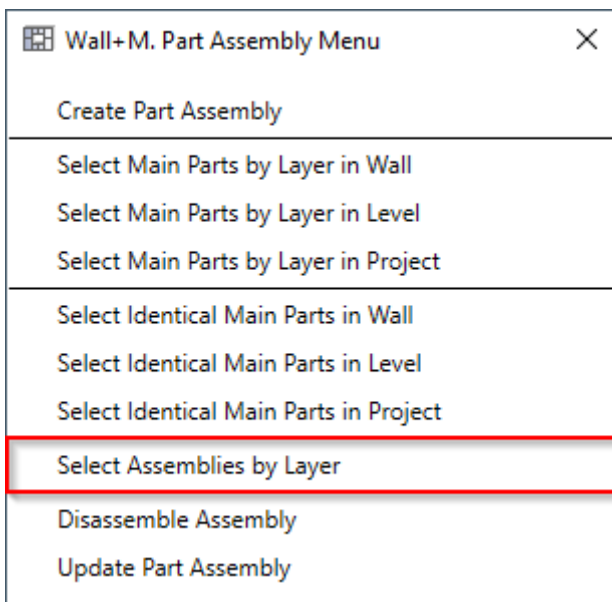 Wall+M. Part Assembly Menu
Create Part Assembly
Select Main Parts by Layer in Wall
Select Main Parts by Layer in Level
Select Main Parts by Layer in Project
Select Identical Main Parts in Wall
Select Identical Main Parts in Level
Select Identical Main Parts in Project
Select Assemblies by Layer
Disassemble Assembly
Update Part Assembly